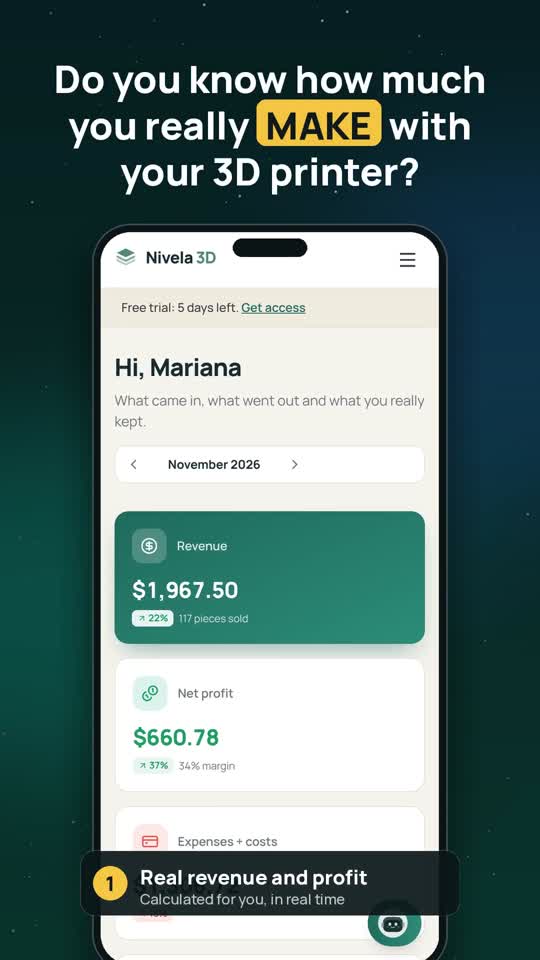 Do you know how much
you really MAKE with
your 3D printer?
Nivela 3D
Free trial: 5 days left. Get access
Hi, Mariana
What came in, what went out and what you really
kept.
November 2026
Revenue
$1,967.50
22% 117 pieces sold
Net profit
$660.78
37% 34% margin
Expenses + costs
1 Real revenue and profit
Calculated for you, in real time